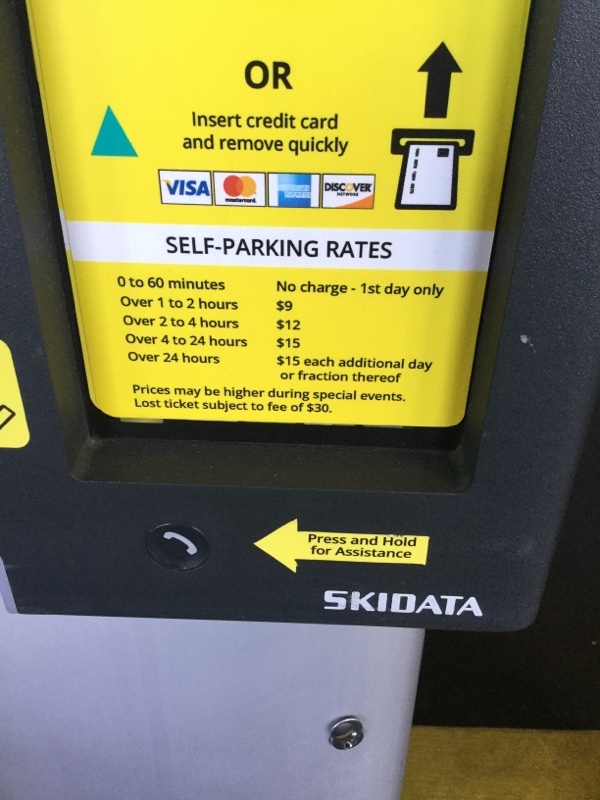 OR
Insert credit card
and remove quickly
VISA
mastercard
AMERICAN EXPRESS
DISCOVER
NETWORK
SELF-PARKING RATES
0 to 60 minutes No charge - 1st day only
Over 1 to 2 hours $9
Over 2 to 4 hours $12
Over 4 to 24 hours $15
Over 24 hours $15 each additional day
or fraction thereof
Prices may be higher during special events.
Lost ticket subject to fee of $30.
Press and Hold
for Assistance
SKIDATA